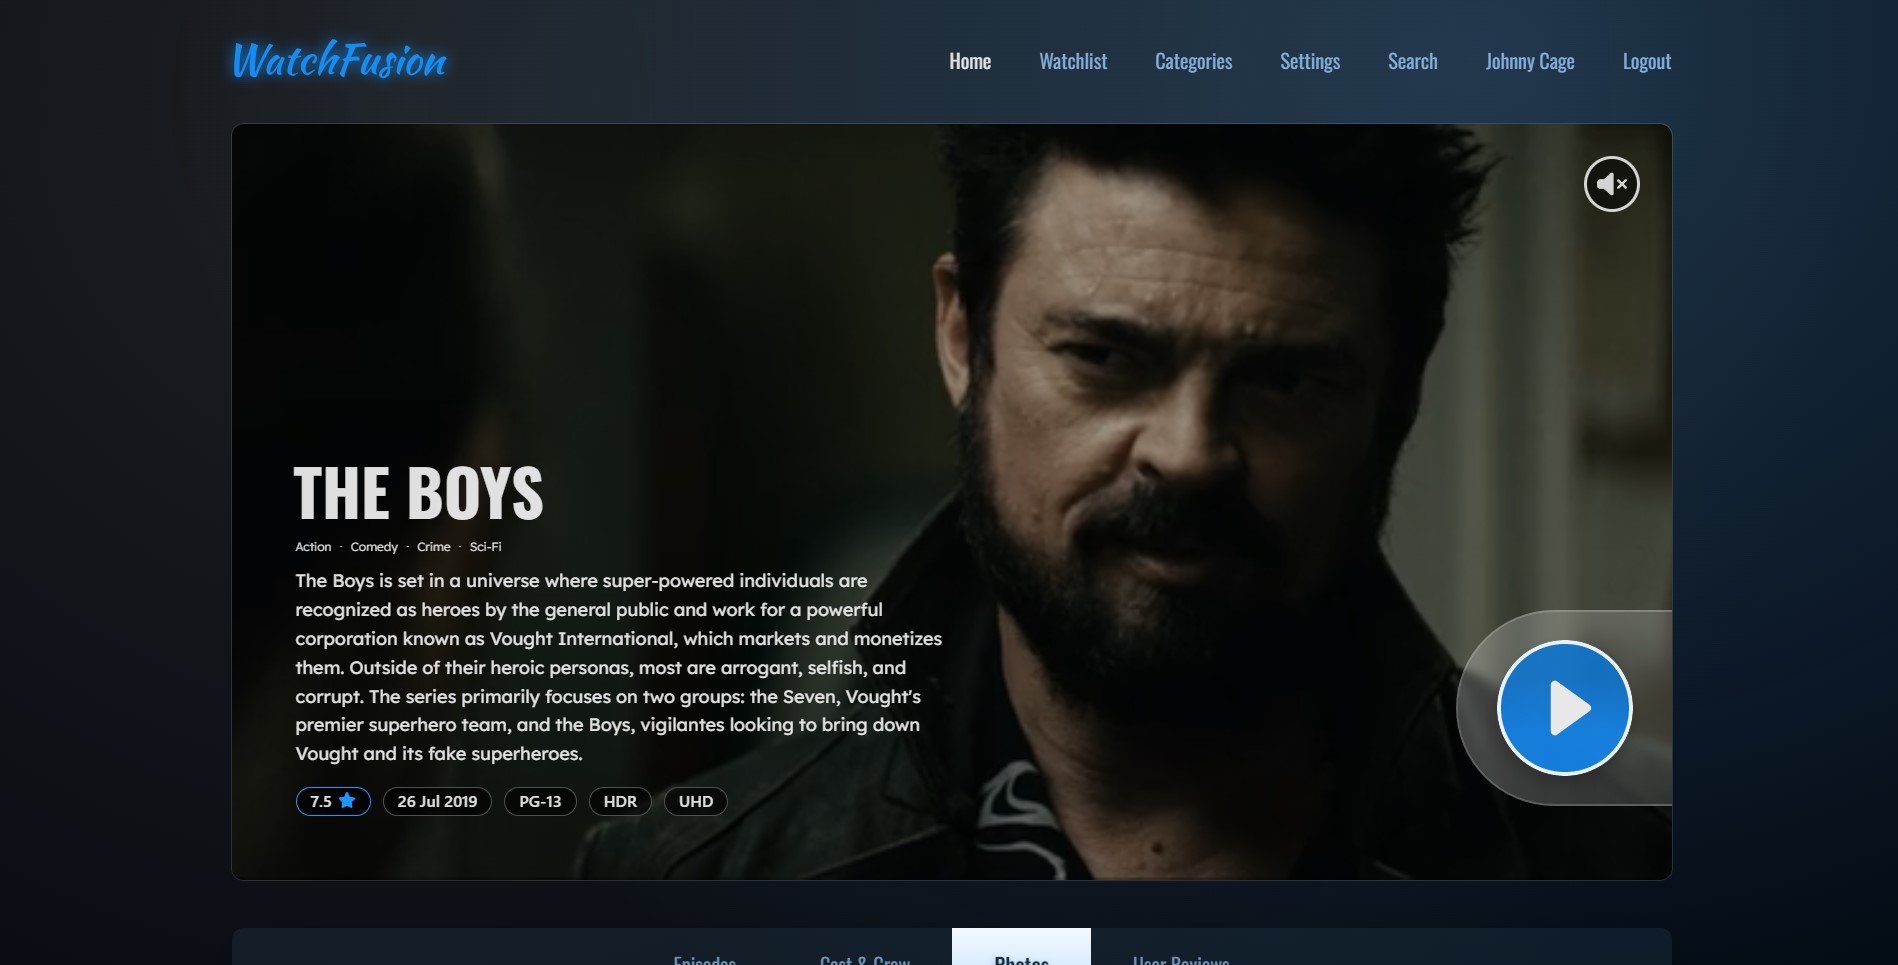 WatchFusion
Home Watchlist Categories Settings Search Johnny Cage Logout
THE BOYS
Action · Comedy · Crime · Sci-Fi
The Boys is set in a universe where super-powered individuals are
recognized as heroes by the general public and work for a powerful
corporation known as Vought International, which markets and monetizes
them. Outside of their heroic personas, most are arrogant, selfish, and
corrupt. The series primarily focuses on two groups: the Seven, Vought's
premier superhero team, and the Boys, vigilantes looking to bring down
Vought and its fake superheroes.
7.5 26 Jul 2019 PG-13 HDR UHD
Episodes Cast & Crew Photos User Reviews